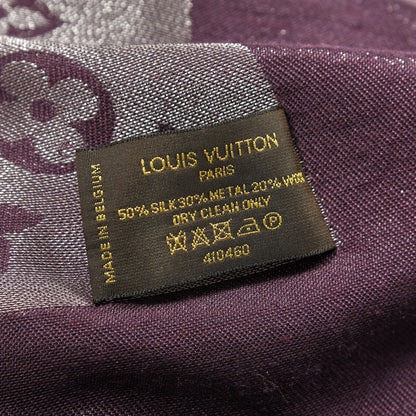 LOUIS VUITTON
PARIS
50% SILK 30% METAL 20% WOOL
DRY CLEAN ONLY
410460
MADE IN BELGIUM